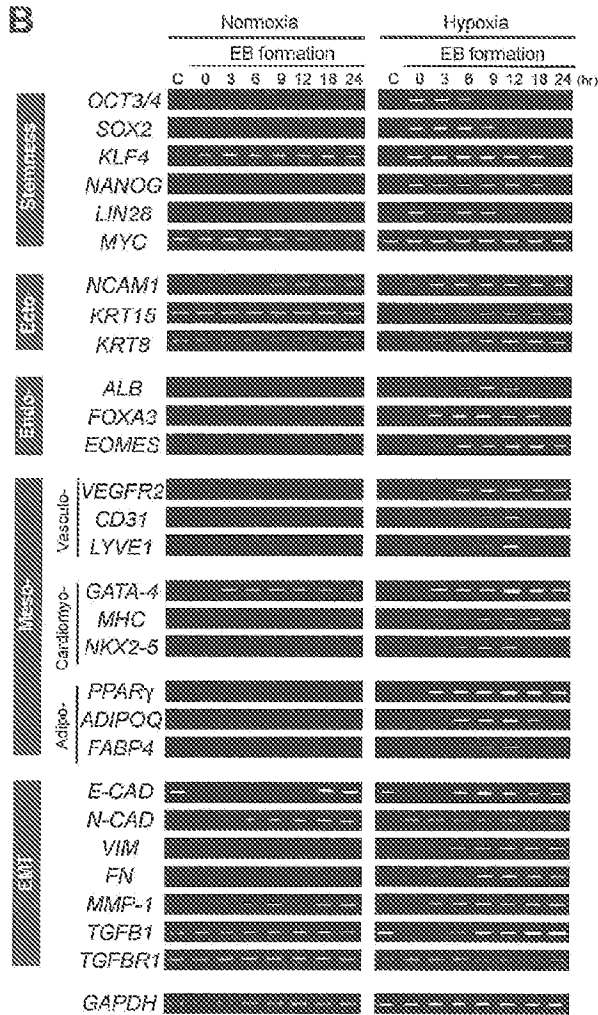 B
Normoxia Hypoxia
EB formation EB formation
C 0 3 6 9 12 18 24 C 0 3 6 9 12 18 24 (hr)
Stemness
OCT3/4
SOX2
KLF4
NANOG
LIN28
MYC
Ecto
NCAM1
KRT15
KRT8
Endo
ALB
FOXA3
EOMES
Meso-
Vasculo-
VEGFR2
CD31
LYVE1
Cardiomyo-
GATA-4
MHC
NKX2-5
Adipo-
PPARγ
ADIPOQ
FABP4
EMT
E-CAD
N-CAD
VIM
FN
MMP-1
TGFB1
TGFBR1
GAPDH